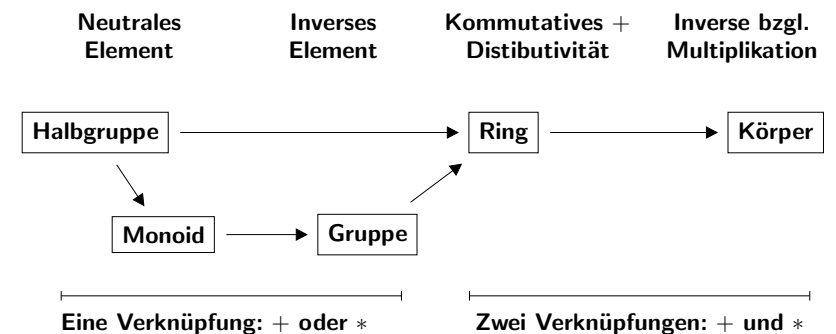 Neutrales
Element
Inverses
Element
Kommutatives +
Distibutivität
Inverse bzgl.
Multiplikation
Halbgruppe
Ring
Körper
Monoid
Gruppe
Eine Verknüpfung: + oder ∗
Zwei Verknüpfungen: + und ∗